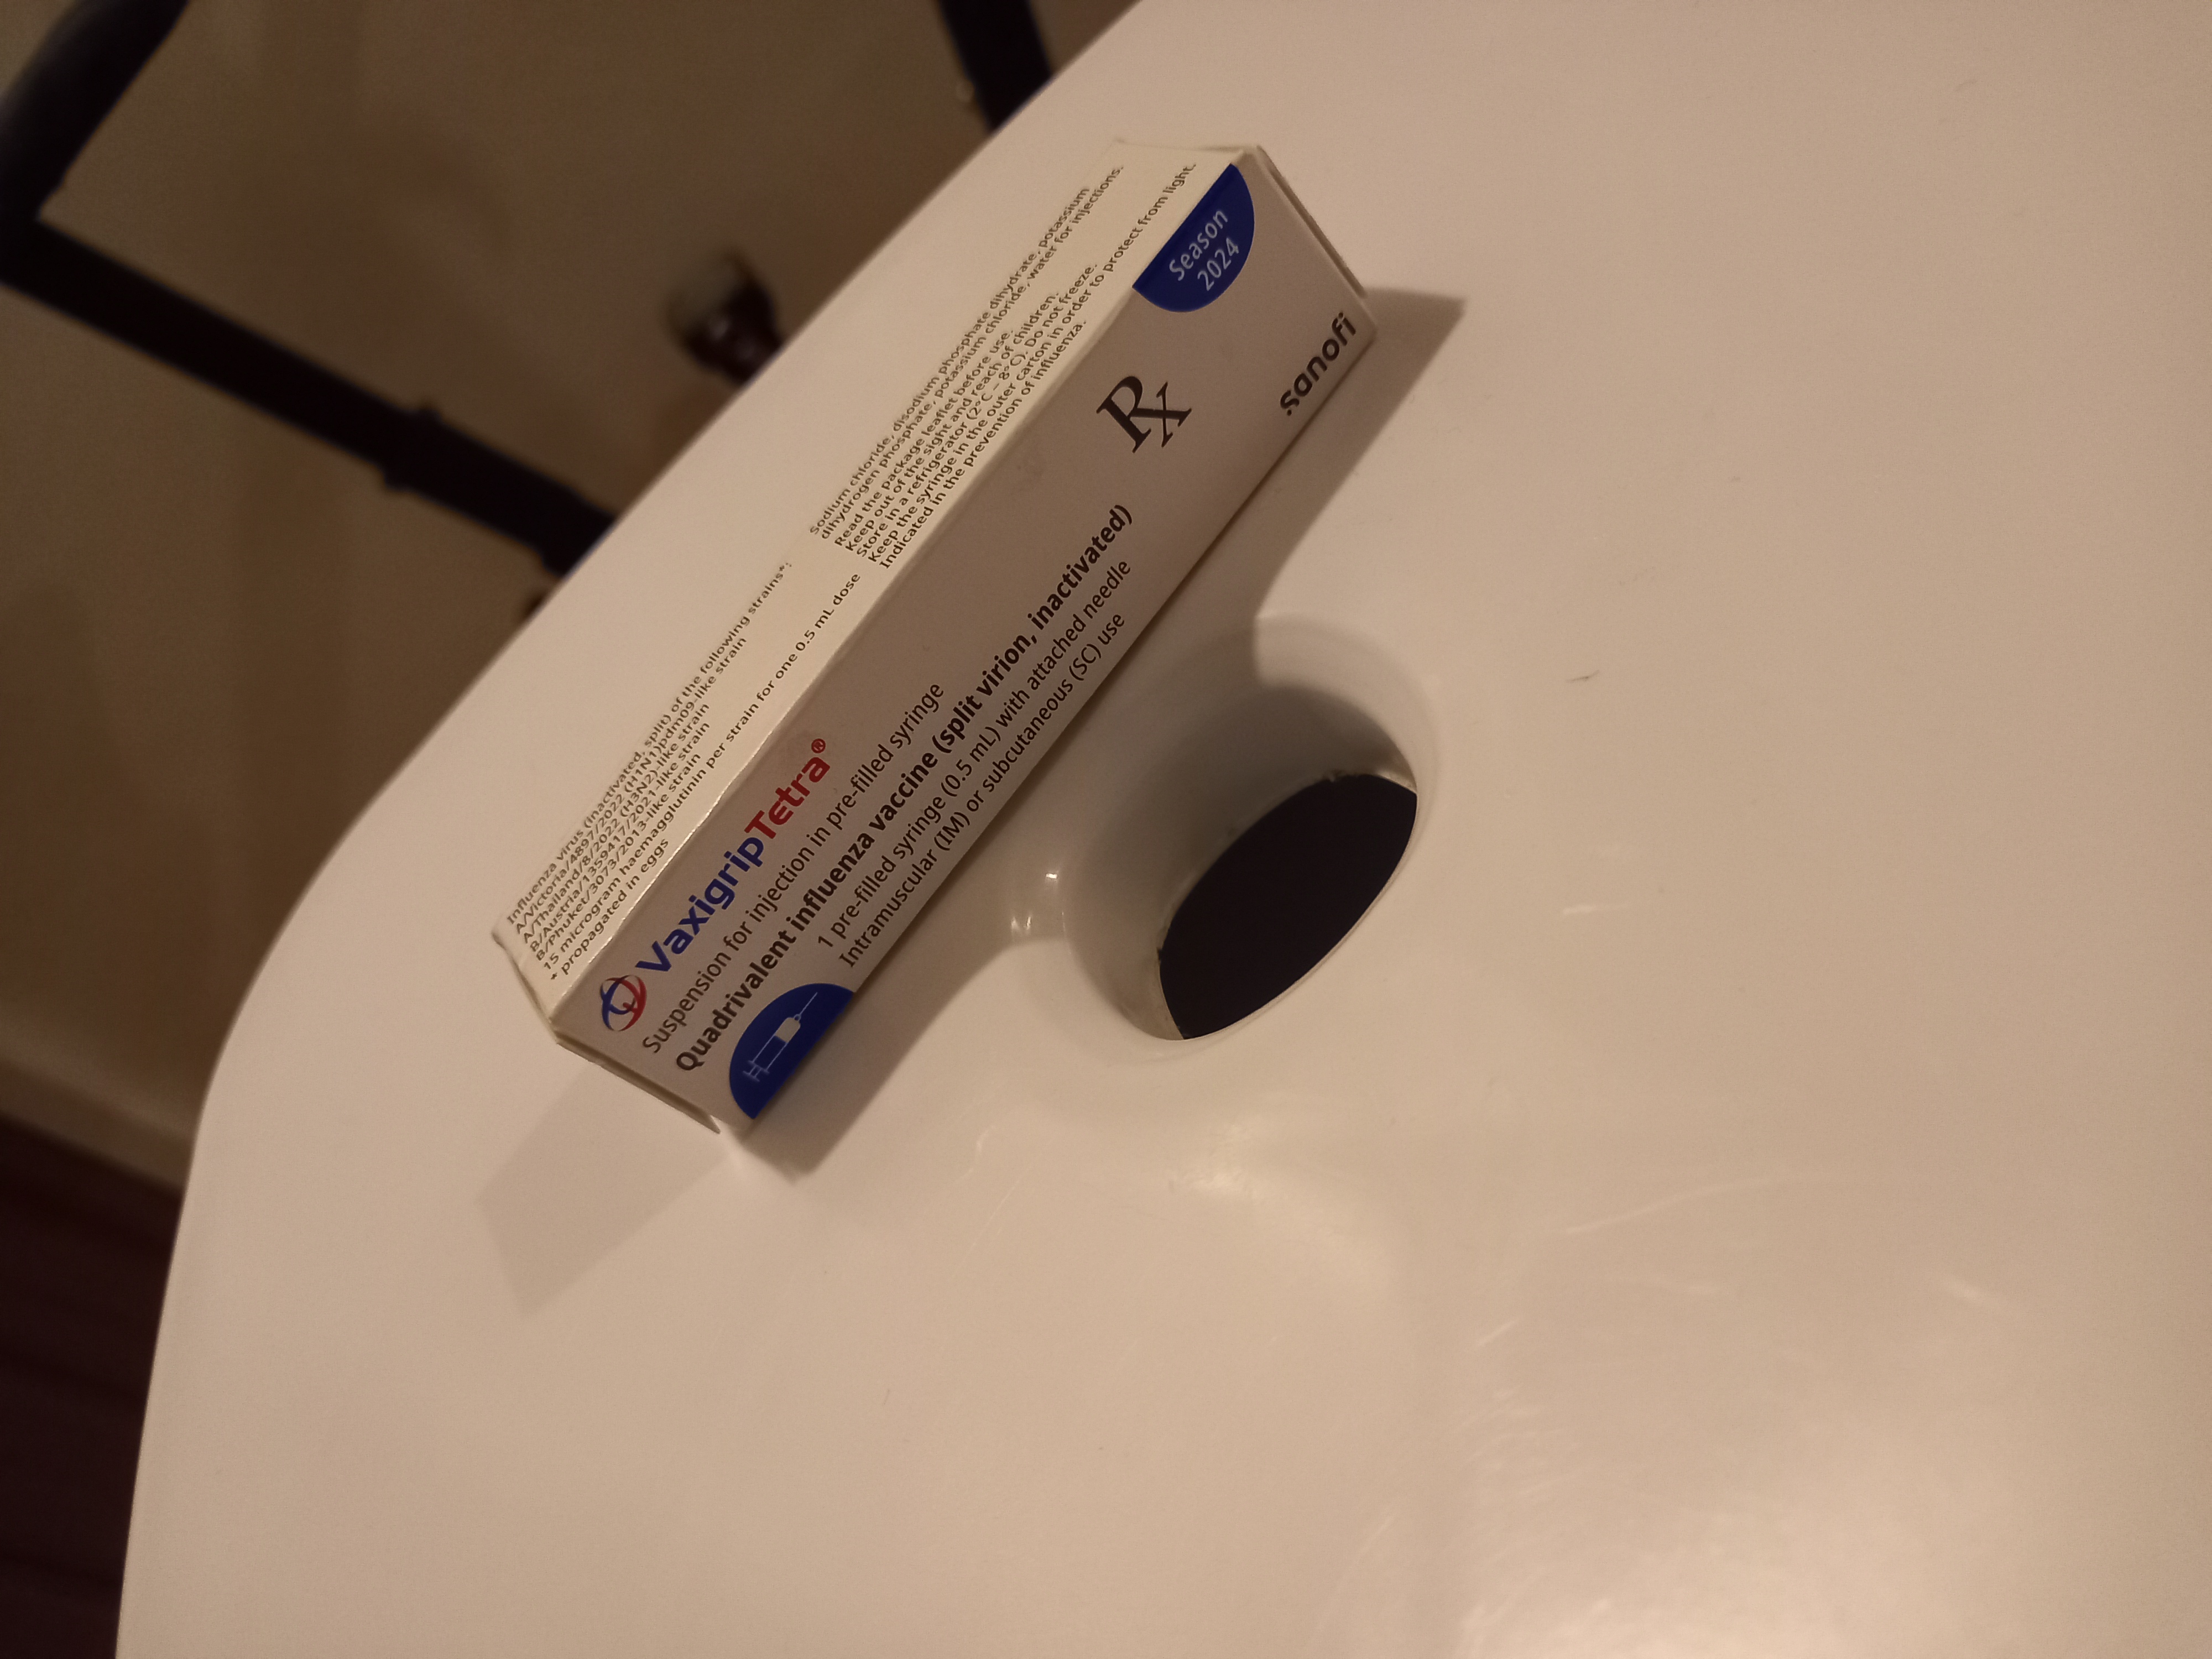 Influenza virus (inactivated, split) of the following strains*:
A/Victoria/4897/2022 (H1N1)pdm09-like strain
A/Thailand/8/2022 (H3N2)-like strain
B/Austria/1359417/2021-like strain
B/Phuket/3073/2013-like strain
* 15 microgram haemagglutinin per strain for one 0.5 mL dose
propagated in eggs
Sodium chloride, disodium phosphate dihydrate, potassium
dihydrogen phosphate, potassium chloride, water for injections.
Read the package leaflet before use.
Keep out of the sight and reach of children.
Store in a refrigerator (2°C – 8°C). Do not freeze.
Keep the syringe in the outer carton in order to protect from light.
Indicated in the prevention of influenza.
VaxigripTetra®
Suspension for injection in pre-filled syringe
Quadrivalent influenza vaccine (split virion, inactivated)
1 pre-filled syringe (0.5 mL) with attached needle
Intramuscular (IM) or subcutaneous (SC) use
Rx
Season
2024
sanofi